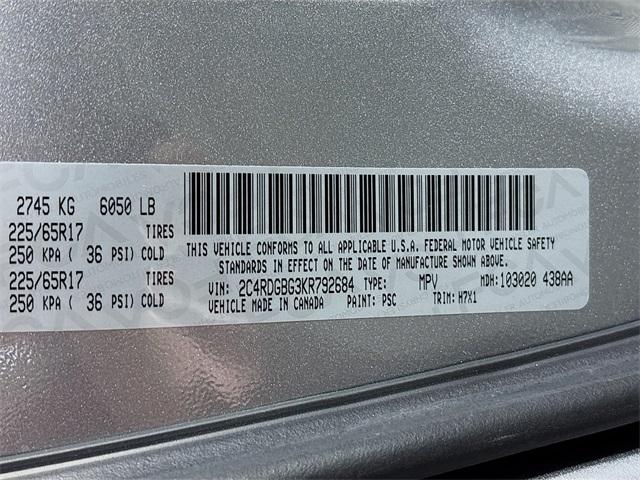 2745 KG 6050 LB
225/65R17 TIRES
250 KPA ( 36 PSI) COLD
225/65R17 TIRES
250 KPA ( 36 PSI) COLD
THIS VEHICLE CONFORMS TO ALL APPLICABLE U.S.A. FEDERAL MOTOR VEHICLE SAFETY
STANDARDS IN EFFECT ON THE DATE OF MANUFACTURE SHOWN ABOVE.
VIN: 2C4RDGBG3KR792684 TYPE: MPV MDH: 103020 438AA
VEHICLE MADE IN CANADA PAINT: PSC TRIM: H7X1